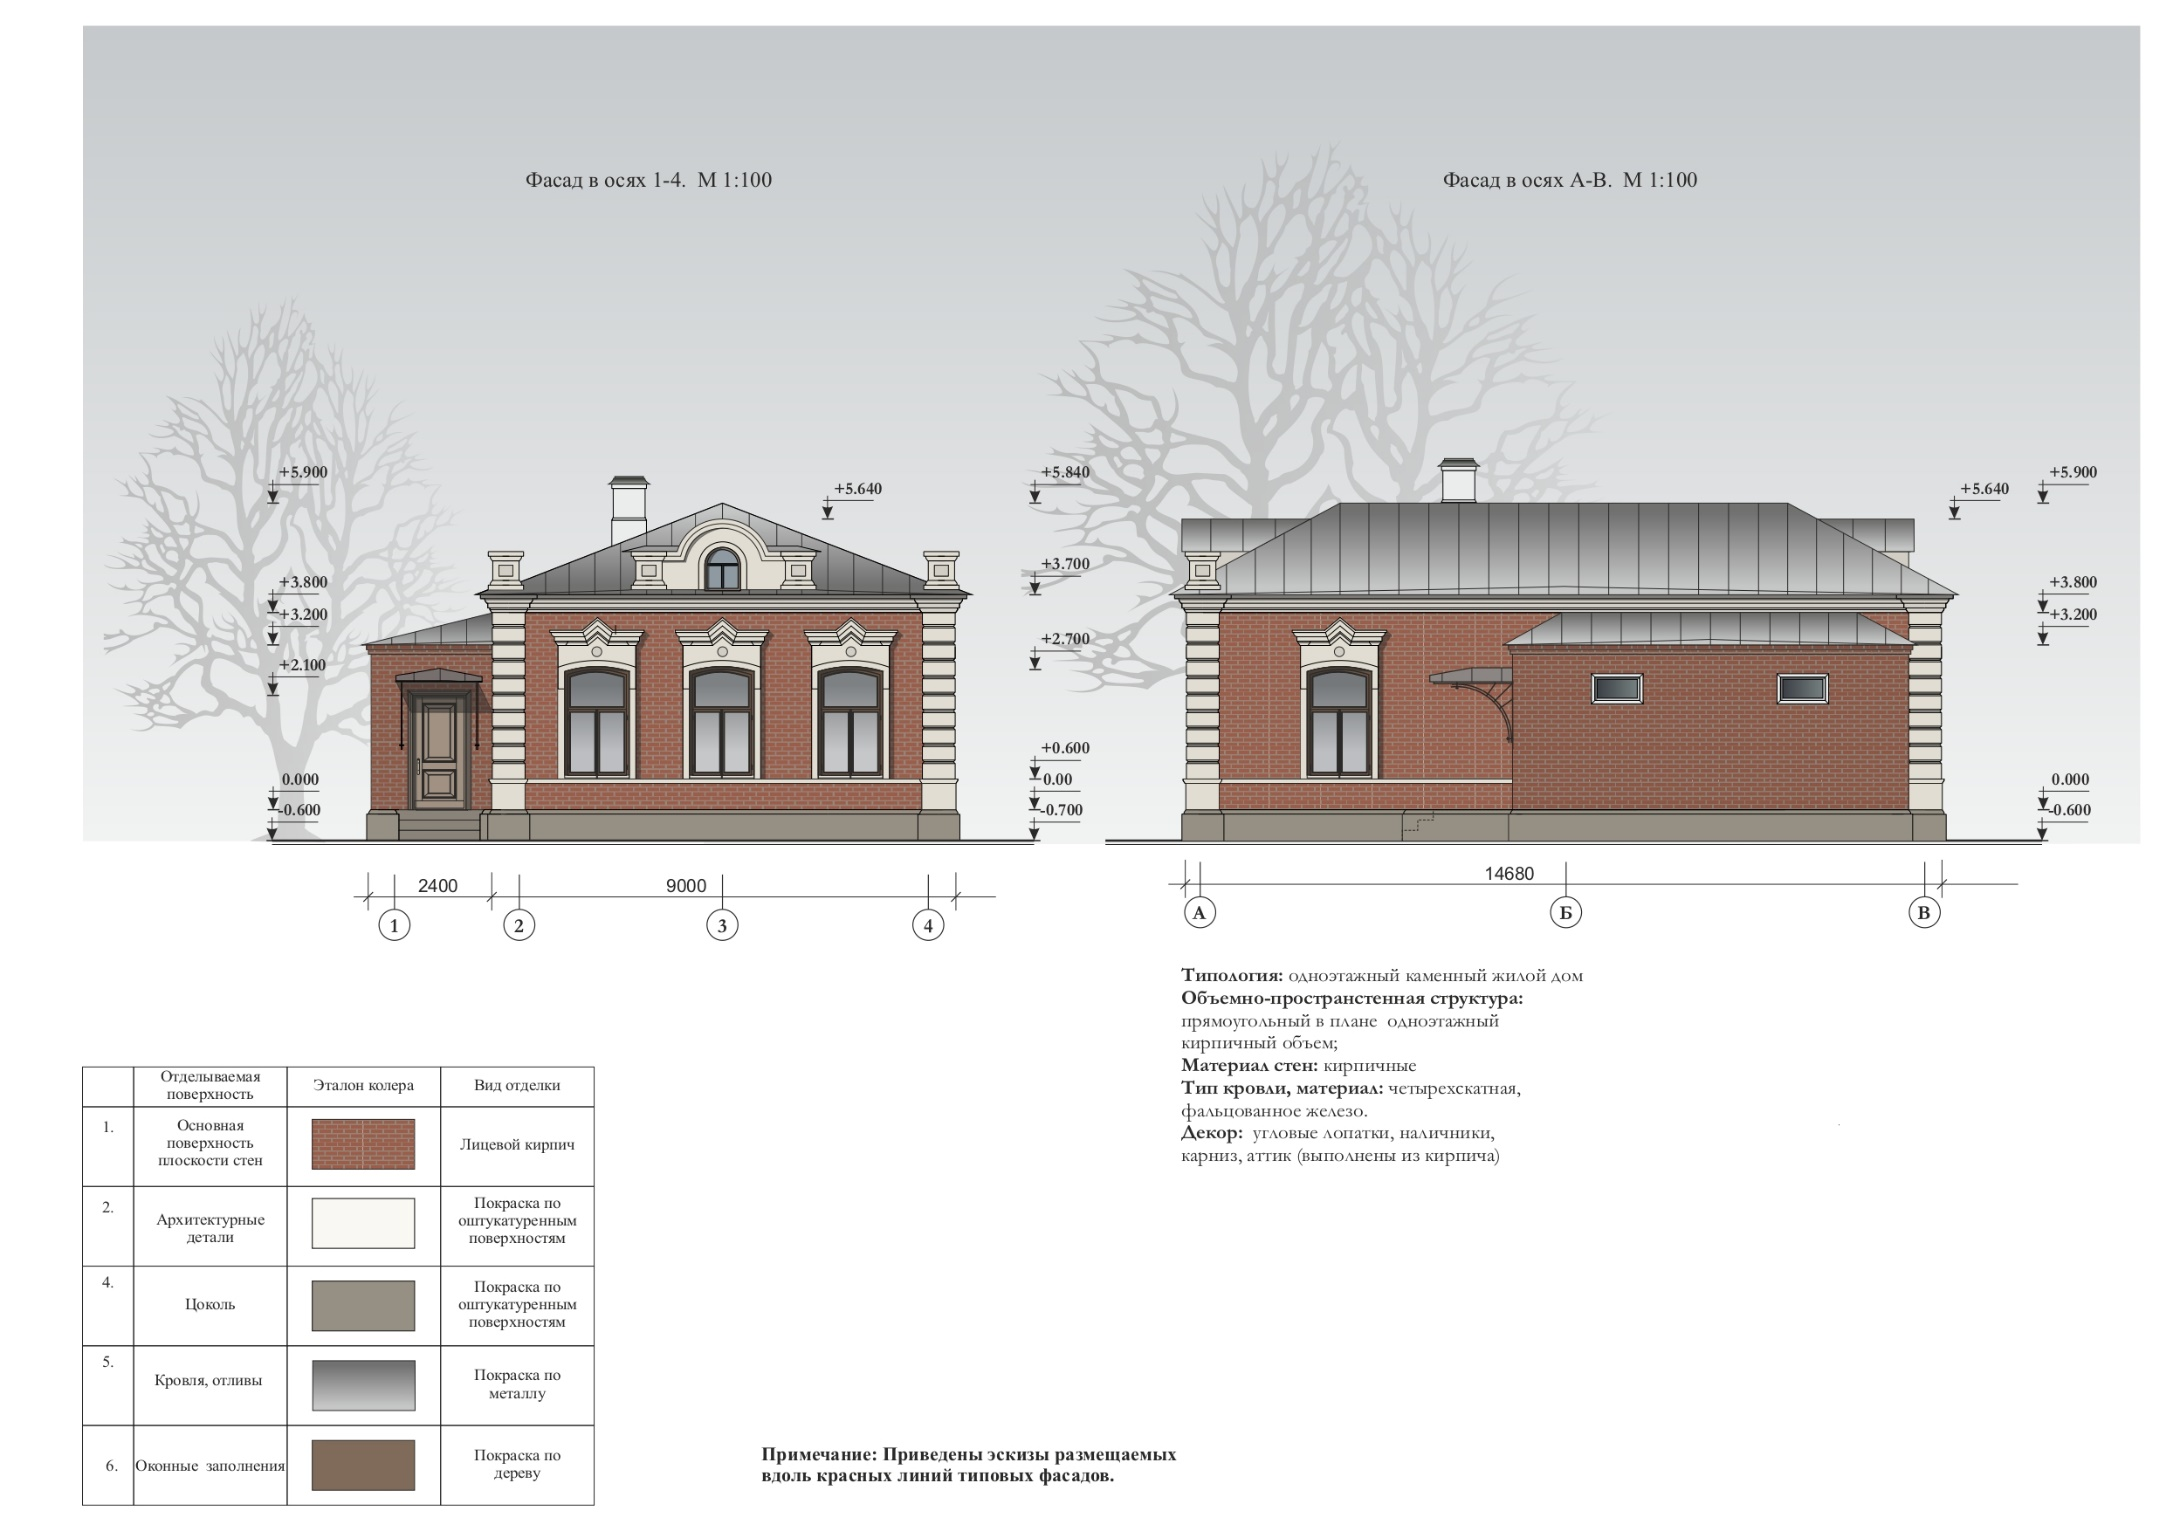 Фасад в осях 1-4.  М 1:100
+5.900
+3.800
+3.200
+2.100
0.000
-0.600
+5.640
+5.840
+3.700
+2.700
+0.600
0.00
-0.700
2400
9000
1
2
3
4
Фасад в осях А-В.  М 1:100
+5.640
+5.900
+3.800
+3.200
0.000
-0.600
14680
А
Б
В
Типология: одноэтажный каменный жилой дом
Объемно-пространстенная структура:
прямоугольный в плане  одноэтажный
кирпичный объем;
Материал стен: кирпичные
Тип кровли, материал: четырехскатная,
фальцованное железо.
Декор:  угловые лопатки, наличники,
карниз, аттик (выполнены из кирпича)
Отделываемая
поверхность
Эталон колера
Вид отделки
1.
Основная
поверхность
плоскости стен
Лицевой кирпич
2.
Архитектурные
детали
Покраска по
оштукатуренным
поверхностям
4.
Цоколь
Покраска по
оштукатуренным
поверхностям
5.
Кровля, отливы
Покраска по
металлу
6.
Оконные  заполнения
Покраска по
дереву
Примечание: Приведены эскизы размещаемых
вдоль красных линий типовых фасадов.